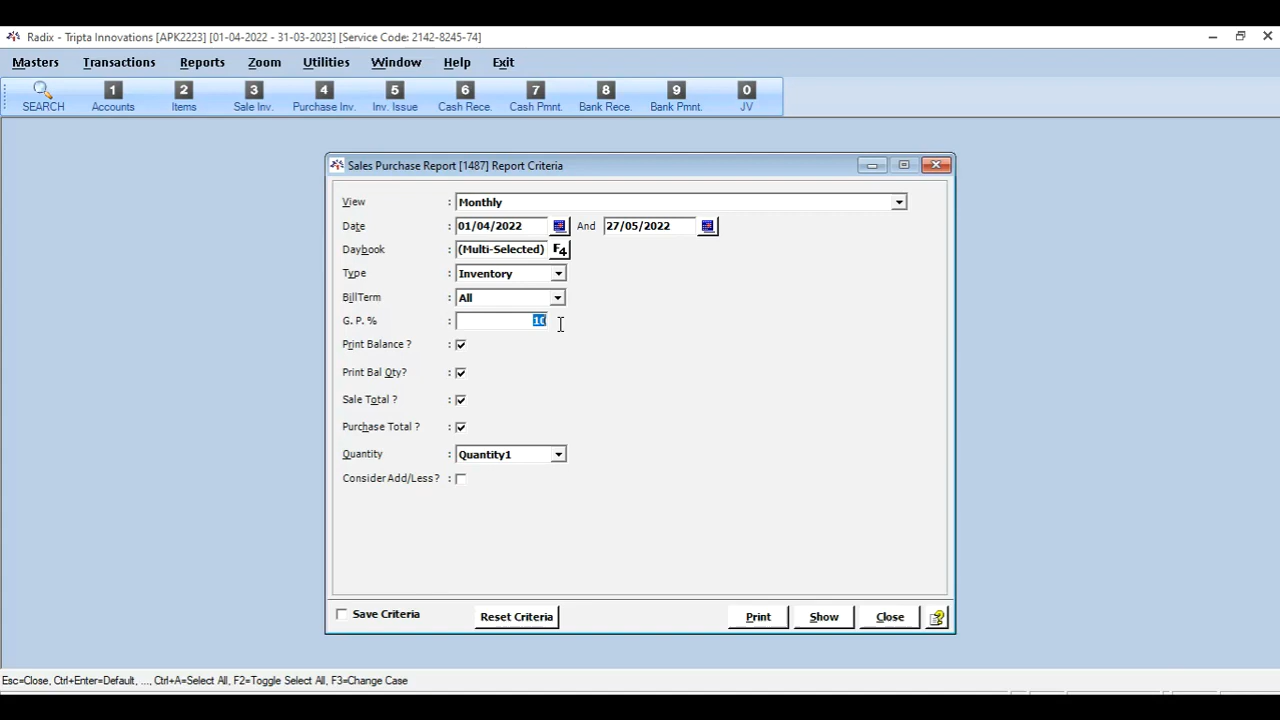 Radix - Tripta Innovations [APK2223] [01-04-2022 - 31-03-2023] [Service Code: 2142-8245-74]
Masters Transactions Reports Zoom Utilities Window Help Exit
1 2 3 4 5 6 7 8 9 0
SEARCH Accounts Items Sale Inv. Purchase Inv. Inv. Issue Cash Rece. Cash Pmnt. Bank Rece. Bank Pmnt. JV
Sales Purchase Report [1487] Report Criteria
View : Monthly
Date : 01/04/2022 And 27/05/2022
Daybook : (Multi-Selected) F4
Type : Inventory
BillTerm : All
G. P. % : 10
Print Balance ? :
Print Bal Qty? :
Sale Total ? :
Purchase Total ? :
Quantity : Quantity1
Consider Add/Less? :
Save Criteria Reset Criteria Print Show Close
Esc=Close, Ctrl+Enter=Default, ..., Ctrl+A=Select All, F2=Toggle Select All, F3=Change Case